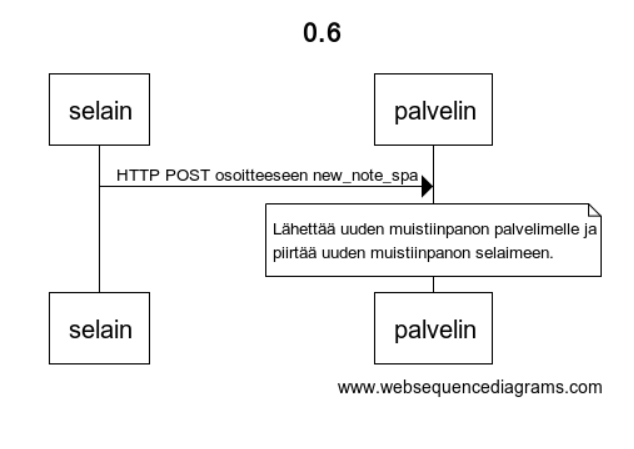 0.6
selain
palvelin
HTTP POST osoitteeseen new_note_spa
Lähettää uuden muistiinpanon palvelimelle ja
piirtää uuden muistiinpanon selaimeen.
selain
palvelin
www.websequencediagrams.com